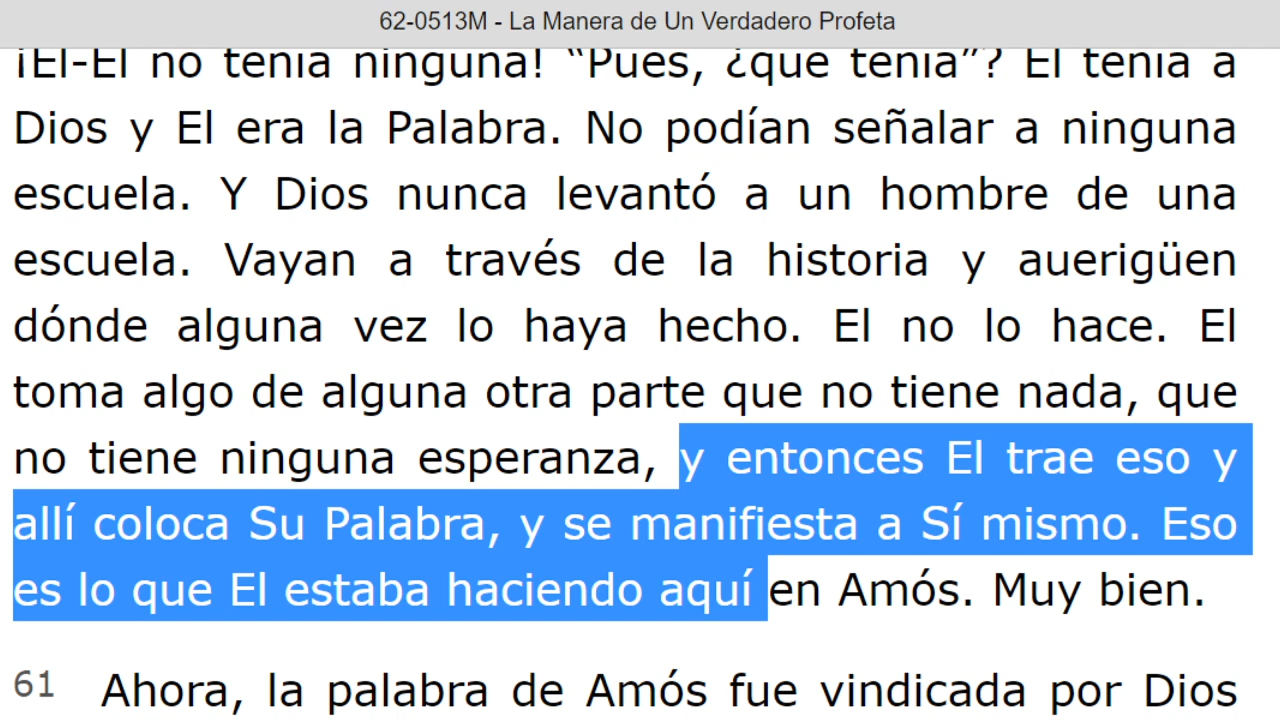 62-0513M - La Manera de Un Verdadero Profeta
¡El-El no tenía ninguna! “Pues, ¿qué tenía”? El tenía a
Dios y El era la Palabra. No podían señalar a ninguna
escuela. Y Dios nunca levantó a un hombre de una
escuela. Vayan a través de la historia y auerigüen
dónde alguna vez lo haya hecho. El no lo hace. El
toma algo de alguna otra parte que no tiene nada, que
no tiene ninguna esperanza, y entonces El trae eso y
allí coloca Su Palabra, y se manifiesta a Sí mismo. Eso
es lo que El estaba haciendo aquí en Amós. Muy bien.
61 Ahora, la palabra de Amós fue vindicada por Dios